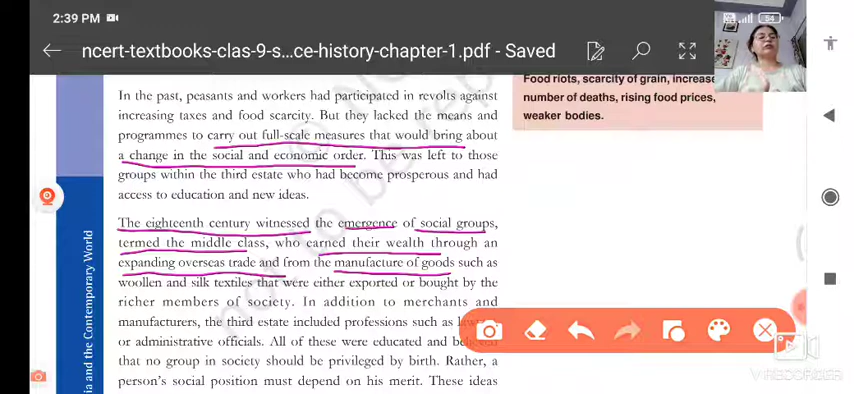 2:39 PM
54
ncert-textbooks-clas-9-s...ce-history-chapter-1.pdf - Saved
In the past, peasants and workers had participated in revolts against
increasing taxes and food scarcity. But they lacked the means and
programmes to carry out full-scale measures that would bring about
a change in the social and economic order. This was left to those
groups within the third estate who had become prosperous and had
access to education and new ideas.
The eighteenth century witnessed the emergence of social groups,
termed the middle class, who earned their wealth through an
expanding overseas trade and from the manufacture of goods such as
woollen and silk textiles that were either exported or bought by the
richer members of society. In addition to merchants and
manufacturers, the third estate included professions such as
or administrative officials. All of these were educated and
that no group in society should be privileged by birth. Rather, a
person's social position must depend on his merit. These ideas
Food riots, scarcity of grain,
number of deaths, rising food prices,
weaker bodies.
ia and the Contemporary World
not to be rep
VRECORDER